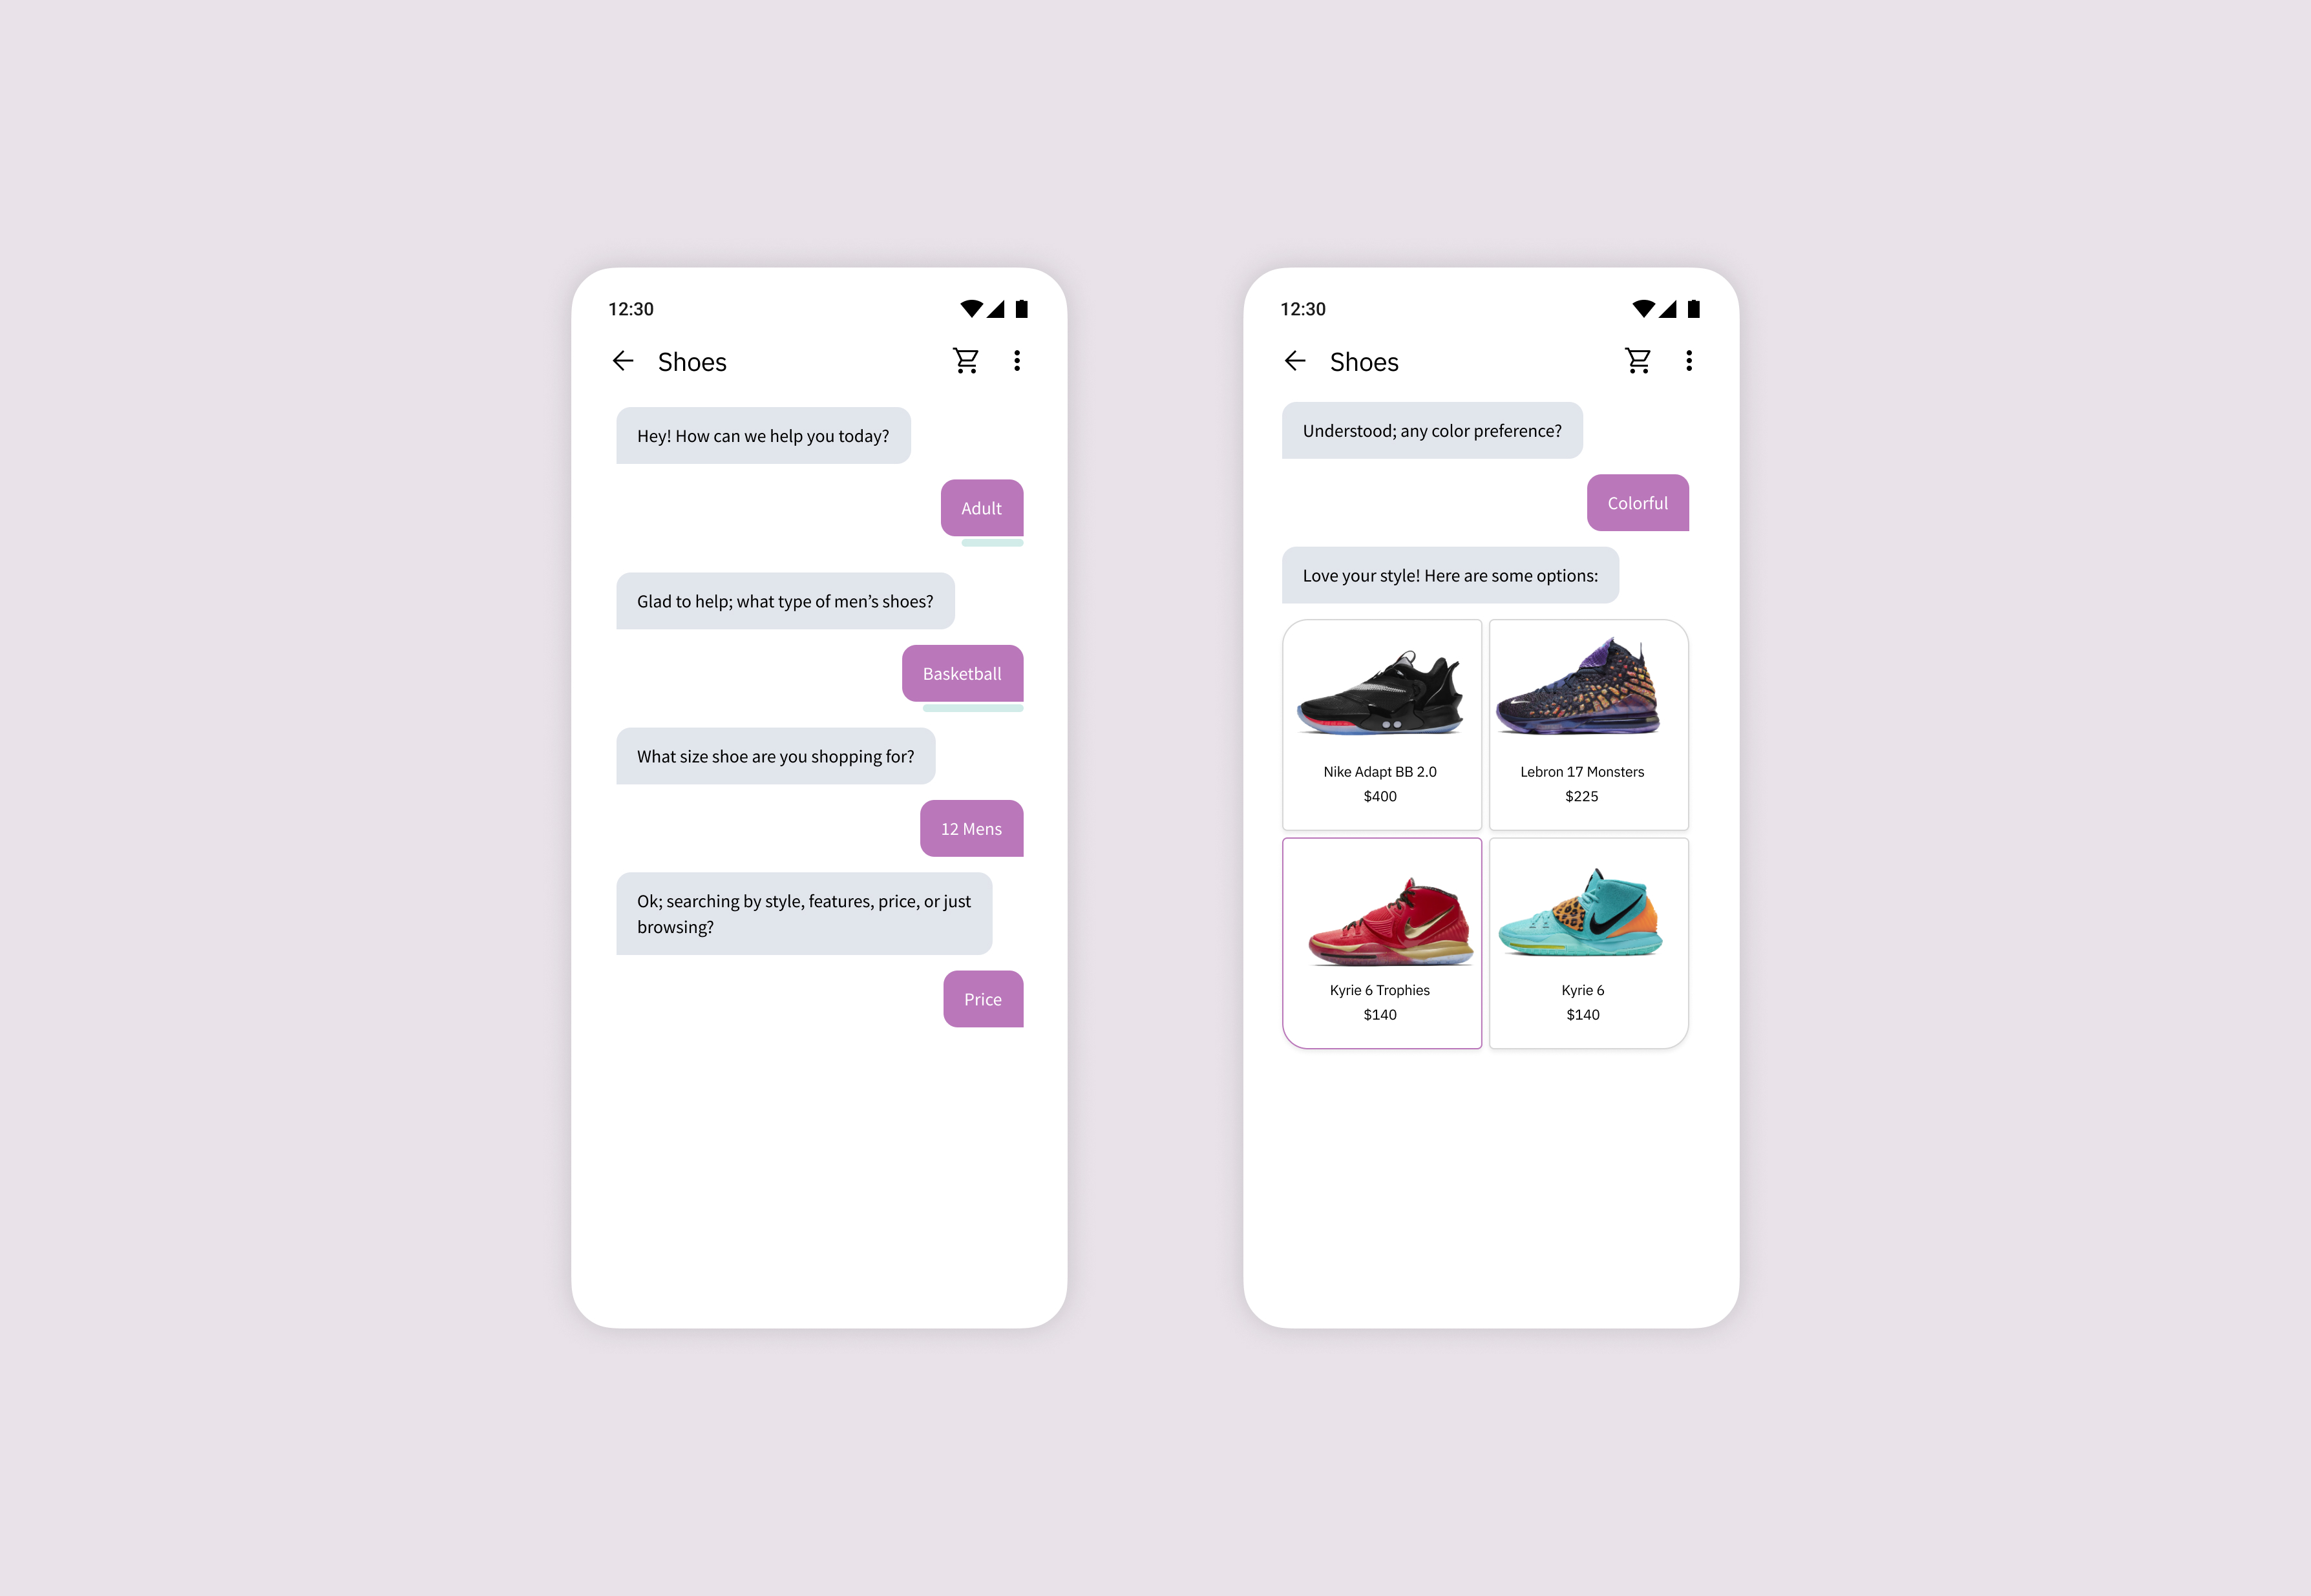 12:30
Shoes
Hey! How can we help you today?
Adult
Glad to help; what type of men’s shoes?
Basketball
What size shoe are you shopping for?
12 Mens
Ok; searching by style, features, price, or just
browsing?
Price
12:30
Shoes
Understood; any color preference?
Colorful
Love your style! Here are some options:
Nike Adapt BB 2.0
$400
Lebron 17 Monsters
$225
Kyrie 6 Trophies
$140
Kyrie 6
$140